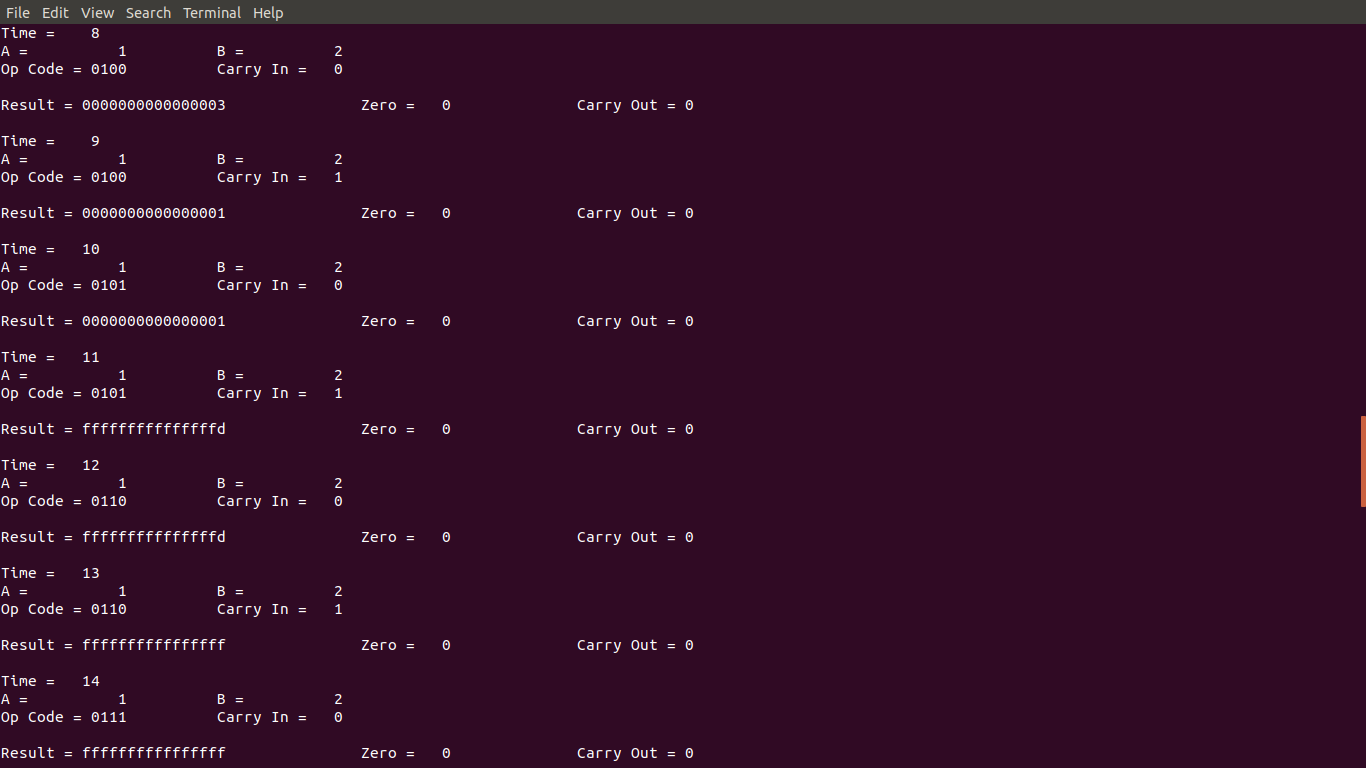 File Edit View Search Terminal Help
Time =    8
A =          1          B =          2
Op Code = 0100          Carry In =   0
Result = 0000000000000003               Zero =   0              Carry Out = 0
Time =    9
A =          1          B =          2
Op Code = 0100          Carry In =   1
Result = 0000000000000001               Zero =   0              Carry Out = 0
Time =   10
A =          1          B =          2
Op Code = 0101          Carry In =   0
Result = 0000000000000001               Zero =   0              Carry Out = 0
Time =   11
A =          1          B =          2
Op Code = 0101          Carry In =   1
Result = fffffffffffffffd               Zero =   0              Carry Out = 0
Time =   12
A =          1          B =          2
Op Code = 0110          Carry In =   0
Result = fffffffffffffffd               Zero =   0              Carry Out = 0
Time =   13
A =          1          B =          2
Op Code = 0110          Carry In =   1
Result = ffffffffffffffff               Zero =   0              Carry Out = 0
Time =   14
A =          1          B =          2
Op Code = 0111          Carry In =   0
Result = ffffffffffffffff               Zero =   0              Carry Out = 0